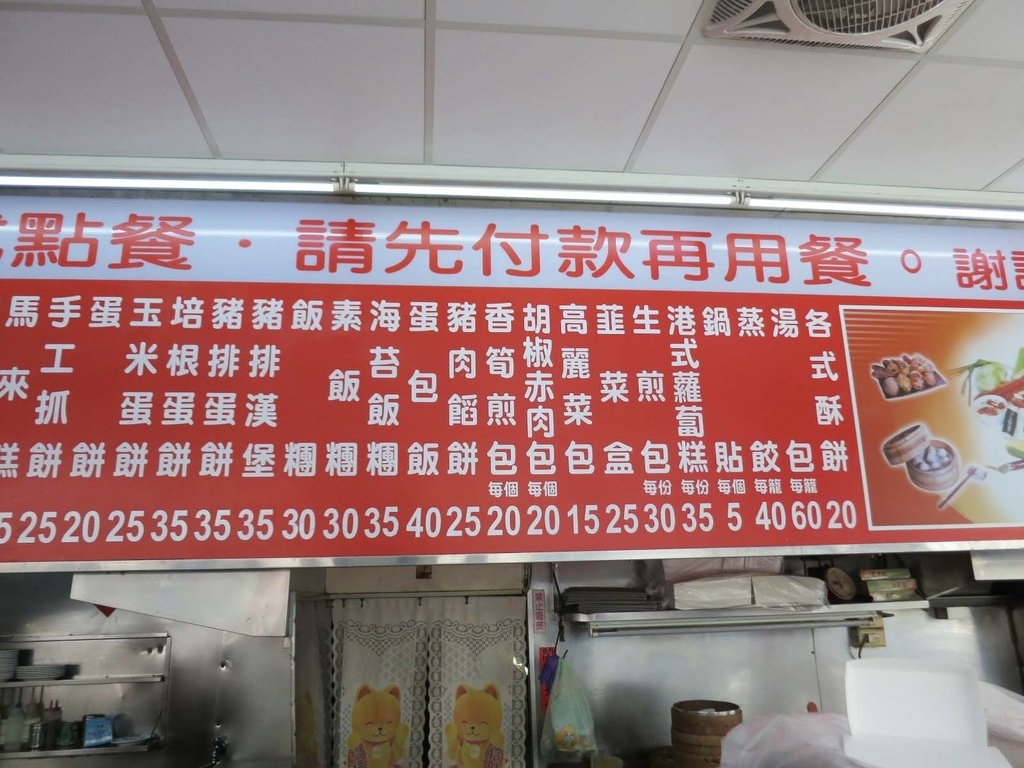 點餐・請先付款再用餐。謝
各式酥餅 20
湯包 每籠 60
蒸餃 每籠 40
鍋貼 每個 5
港式蘿蔔糕 每份 35
生煎包 每份 30
韮菜盒 25
高麗菜包 15
胡椒赤肉包 每個 20
香筍煎包 每個 20
豬肉餡餅 25
蛋包飯 40
海苔飯糰 35
素飯糰 30
飯糰 30
豬排漢堡 35
豬排蛋餅 35
培根蛋餅 35
玉米蛋餅 25
蛋餅 20
手工抓餅 25
馬來糕 5